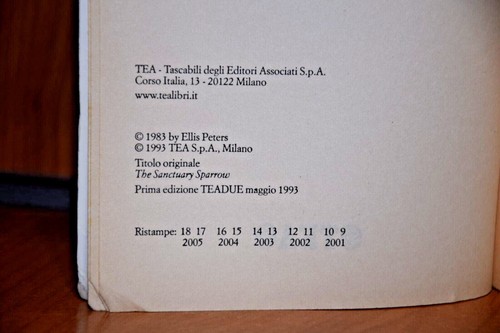 TEA - Tascabili degli Editori Associati S.p.A.
Corso Italia, 13 - 20122 Milano
www.tealibri.it
© 1983 by Ellis Peters
© 1993 TEA S.p.A., Milano
Titolo originale
The Sanctuary Sparrow
Prima edizione TEADUE maggio 1993
Ristampe: 18 17 16 15 14 13 12 11 10 9
2005 2004 2003 2002 2001